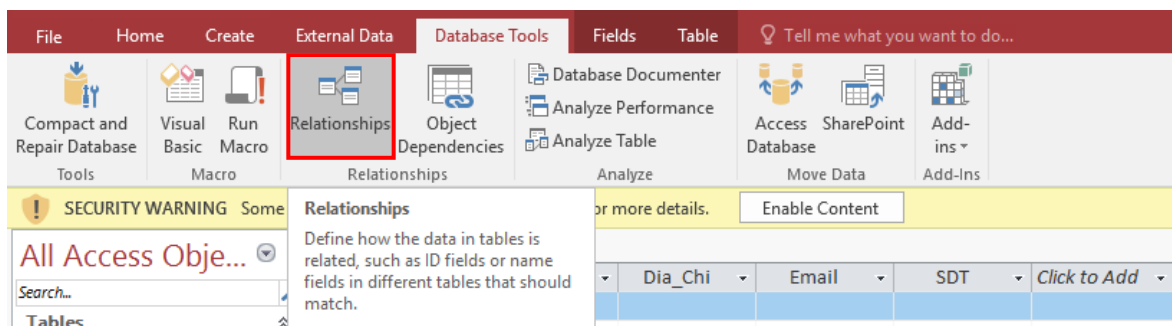 File Home Create External Data Database Tools Fields Table Tell me what you want to do...
Compact and Repair Database
Visual Basic
Run Macro
Relationships
Object Dependencies
Database Documenter
Analyze Performance
Analyze Table
Access Database
SharePoint
Add-ins
Tools Macro Relationships Analyze Move Data Add-Ins
SECURITY WARNING Some or more details. Enable Content
Relationships
Define how the data in tables is
related, such as ID fields or name
fields in different tables that should
match.
All Access Obje...
Search...
Tables
Dia_Chi Email SDT Click to Add